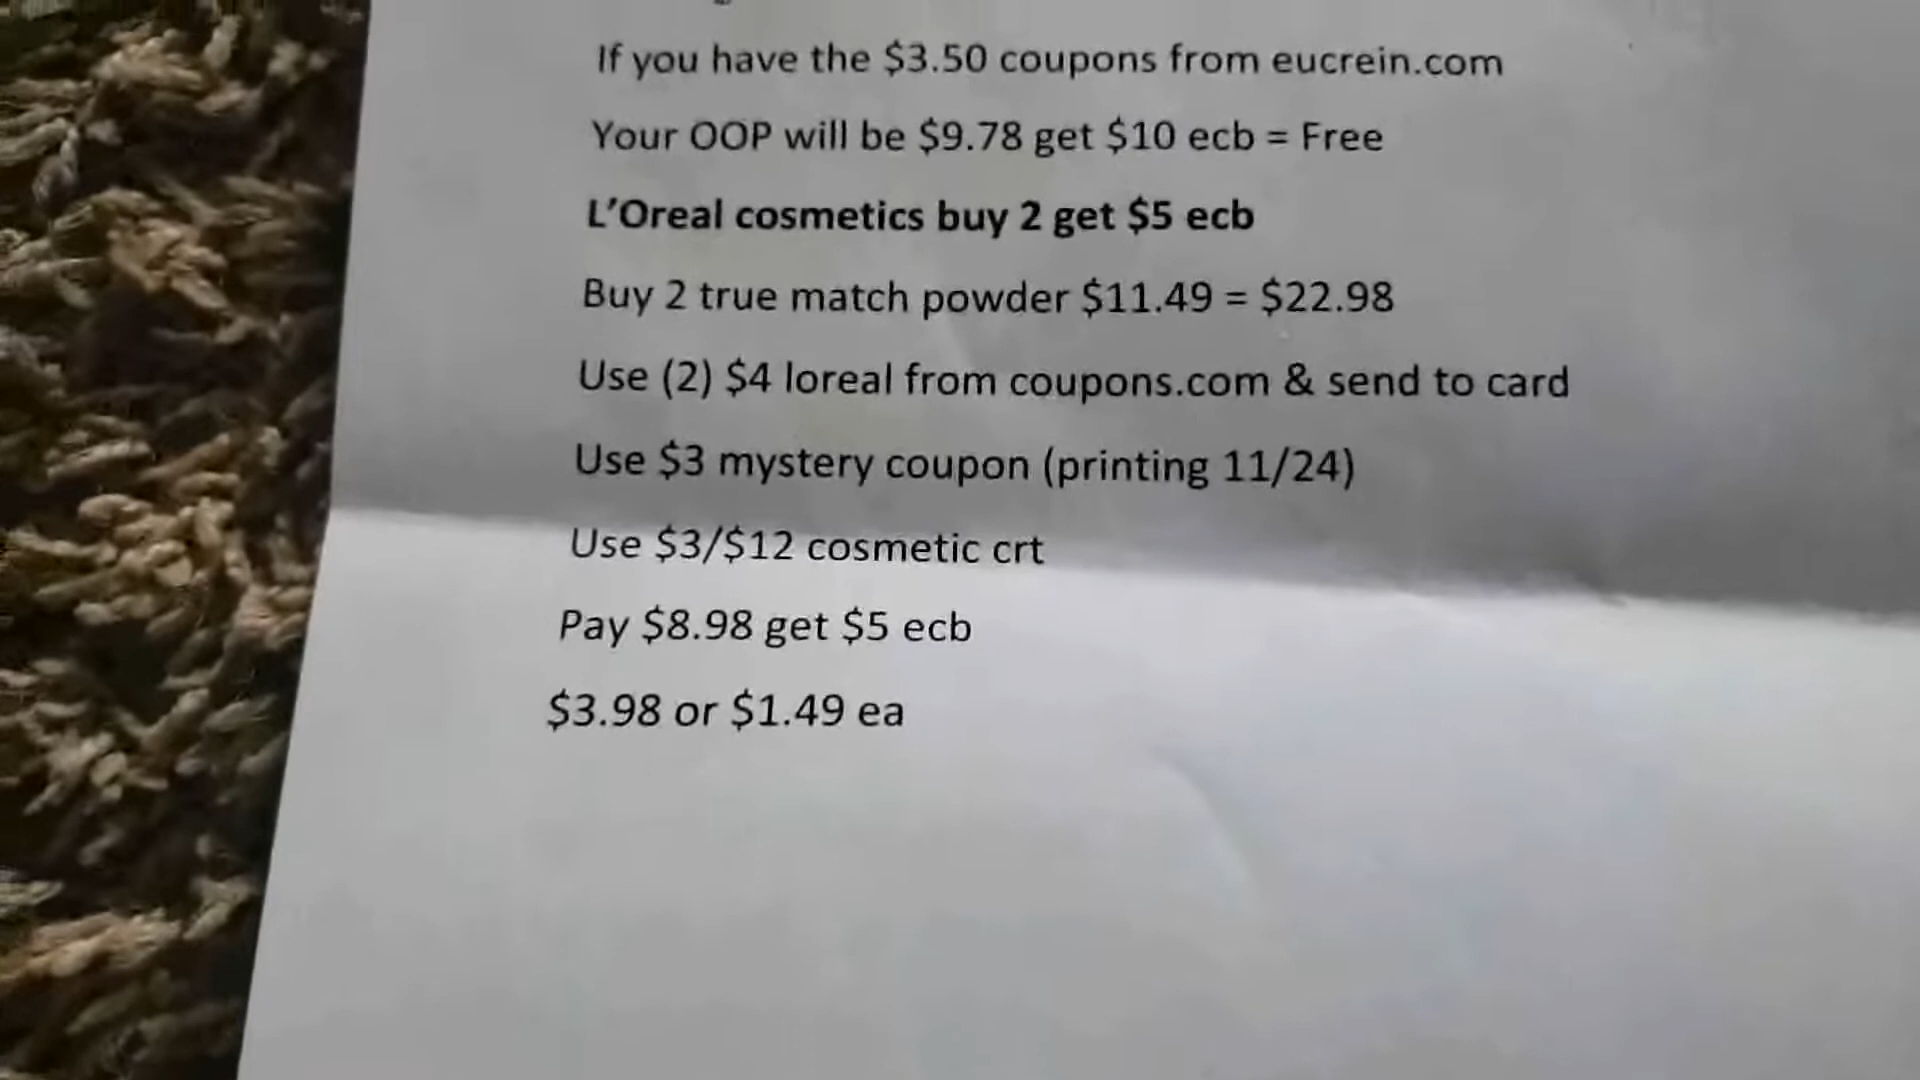 If you have the $3.50 coupons from eucrein.com
Your OOP will be $9.78 get $10 ecb = Free
L'Oreal cosmetics buy 2 get $5 ecb
Buy 2 true match powder $11.49 = $22.98
Use (2) $4 loreal from coupons.com & send to card
Use $3 mystery coupon (printing 11/24)
Use $3/$12 cosmetic crt
Pay $8.98 get $5 ecb
$3.98 or $1.49 ea